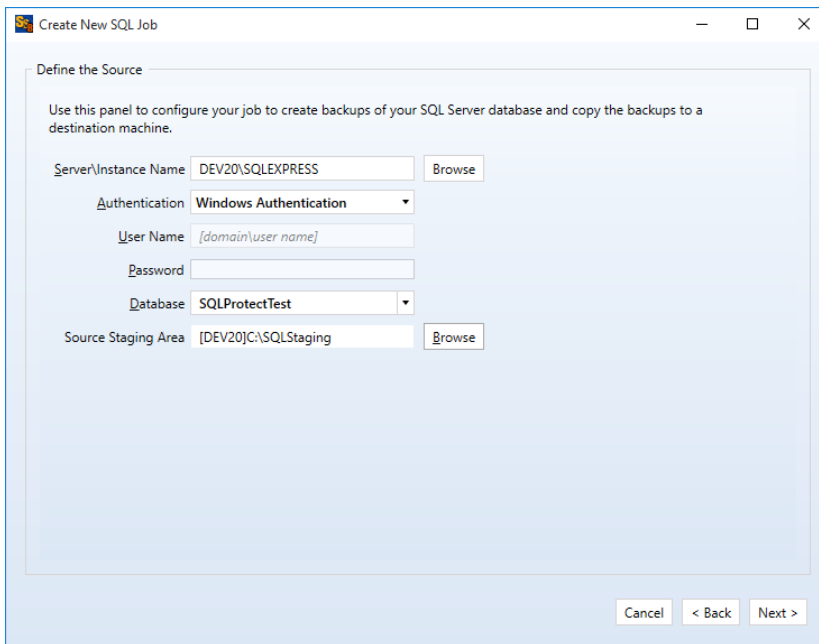 Create New SQL Job
Define the Source
Use this panel to configure your job to create backups of your SQL Server database and copy the backups to a
destination machine.
Server\Instance Name DEV20\SQLEXPRESS Browse
Authentication Windows Authentication
User Name [domain\user name]
Password
Database SQLProtectTest
Source Staging Area [DEV20]C:\SQLStaging Browse
Cancel < Back Next >